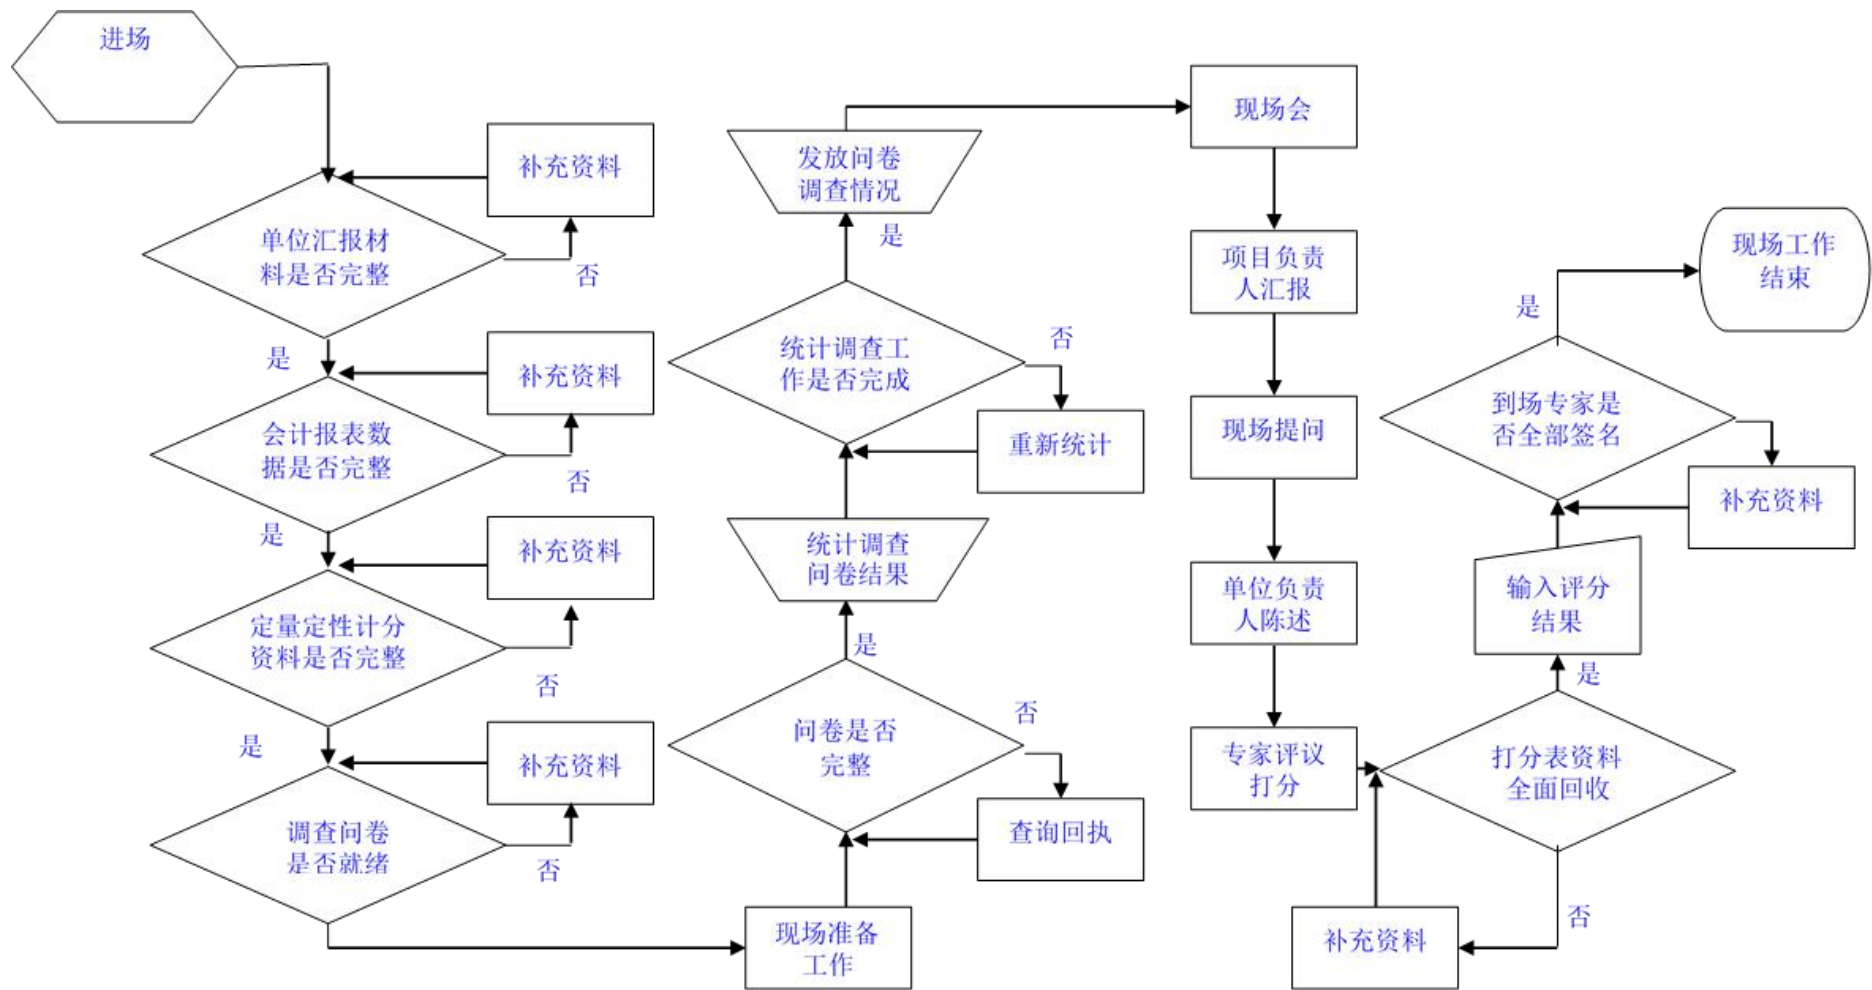 进场
补充资料
单位汇报材
料是否完整
否
是
补充资料
会计报表数
据是否完整
否
是
补充资料
定量定性计分
资料是否完整
否
是
补充资料
调查问卷
是否就绪
否
现场准备
工作
问卷是否
完整
否
查询回执
是
统计调查
问卷结果
统计调查工
作是否完成
否
重新统计
是
发放问卷
调查情况
现场会
项目负责
人汇报
现场提问
单位负责
人陈述
专家评议
打分
打分表资料
全面回收
否
补充资料
是
输入评分
结果
到场专家是
否全部签名
补充资料
是
现场工作
结束